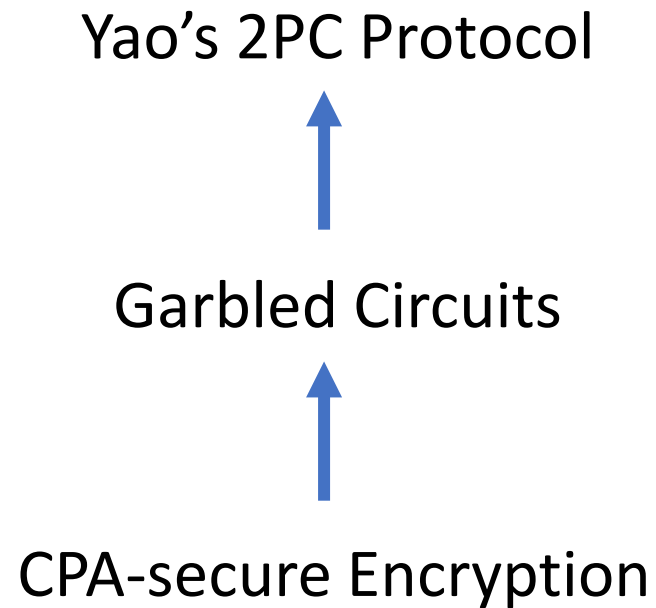 Yao’s 2PC Protocol
Garbled Circuits
CPA-secure Encryption